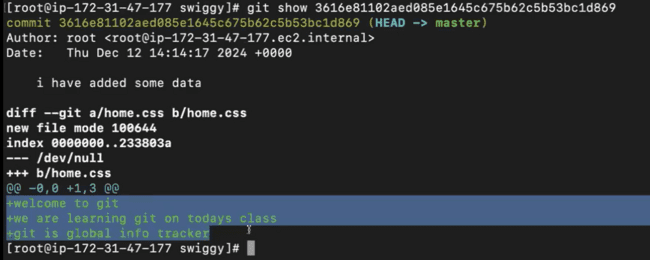 [root@ip-172-31-47-177 swiggy]# git show 3616e81102aed085e1645c675b62c5b53bc1d869
commit 3616e81102aed085e1645c675b62c5b53bc1d869 (HEAD -> master)
Author: root <root@ip-172-31-47-177.ec2.internal>
Date:   Thu Dec 12 14:14:17 2024 +0000
i have added some data
diff --git a/home.css b/home.css
new file mode 100644
index 0000000..233803a
--- /dev/null
+++ b/home.css
@@ -0,0 +1,3 @@
+welcome to git
+we are learning git on todays class
+git is global info tracker
[root@ip-172-31-47-177 swiggy]#